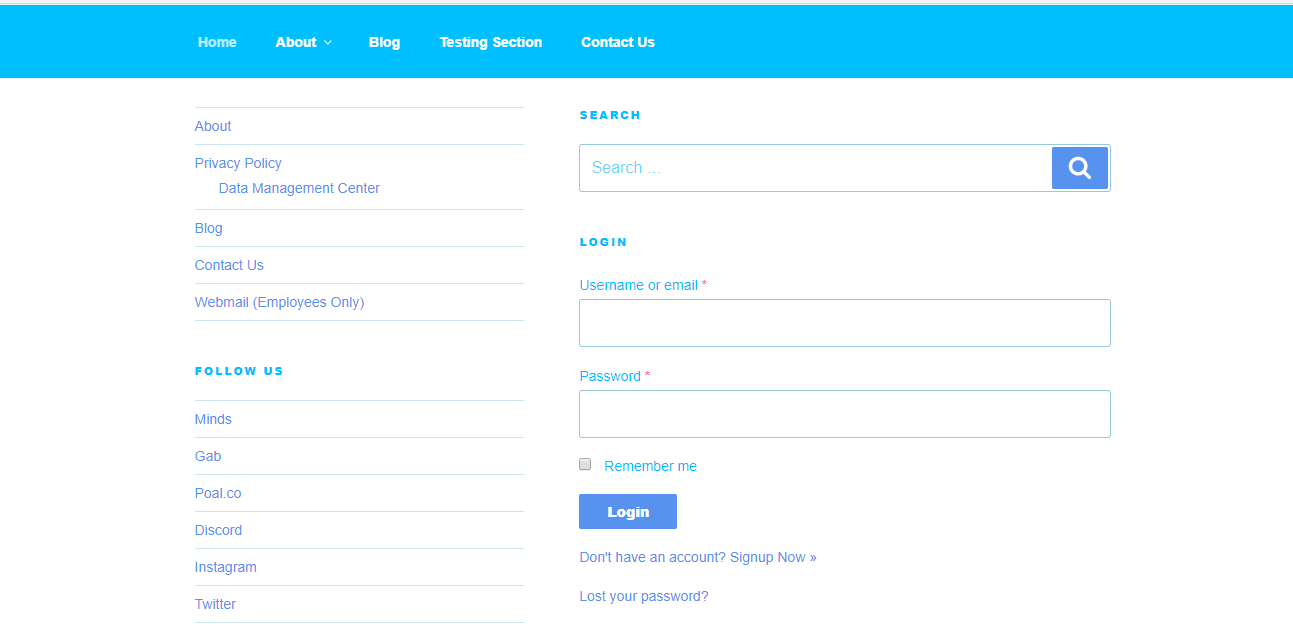 Home About Blog Testing Section Contact Us
About
Privacy Policy
Data Management Center
Blog
Contact Us
Webmail (Employees Only)
FOLLOW US
Minds
Gab
Poal.co
Discord
Instagram
Twitter
SEARCH
Search …
LOGIN
Username or email *
Password *
Remember me
Login
Don't have an account? Signup Now »
Lost your password?